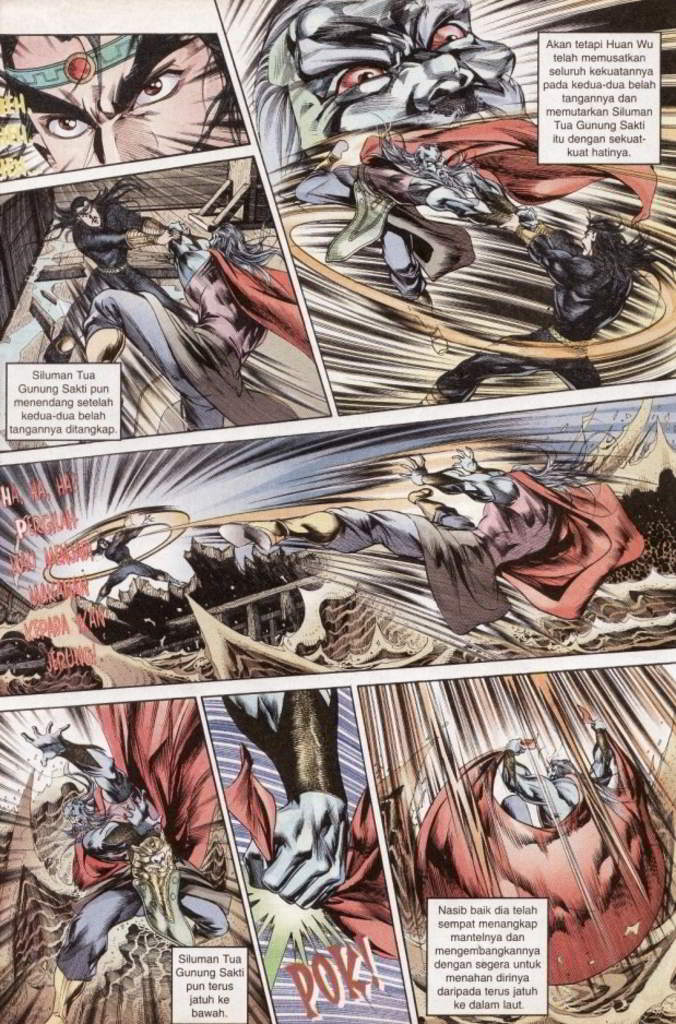 Siluman Tua
Gunung Sakti pun
menendang setelah
kedua-dua belah
tangannya ditangkap.
Akan tetapi Huan Wu
telah memusatkan
seluruh kekuatannya
pada kedua-dua belah
tangannya dan
memutarkan Siluman
Tua Gunung Sakti
itu dengan sekuat-
kuat hatinya.
HA, HA, HA!
PERGILAH
KAU MENJADI
MAKANAN
KEPADA IKAN
JERUNG!
Siluman Tua
Gunung Sakti
pun terus
jatuh ke
bawah.
POK!
Nasib baik dia telah
sempat menangkap
mantelnya dan
mengembangkannya
dengan segera untuk
menahan dirinya
daripada terus jatuh
ke dalam laut.